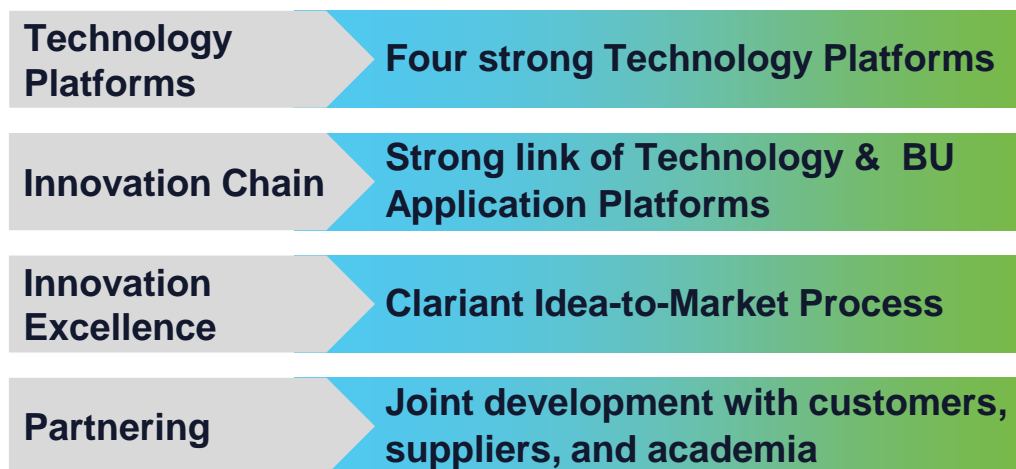 Technology
Platforms
Four strong Technology Platforms
Innovation Chain
Strong link of Technology &  BU
Application Platforms
Innovation
Excellence
Clariant Idea-to-Market Process
Partnering
Joint development with customers,
suppliers, and academia